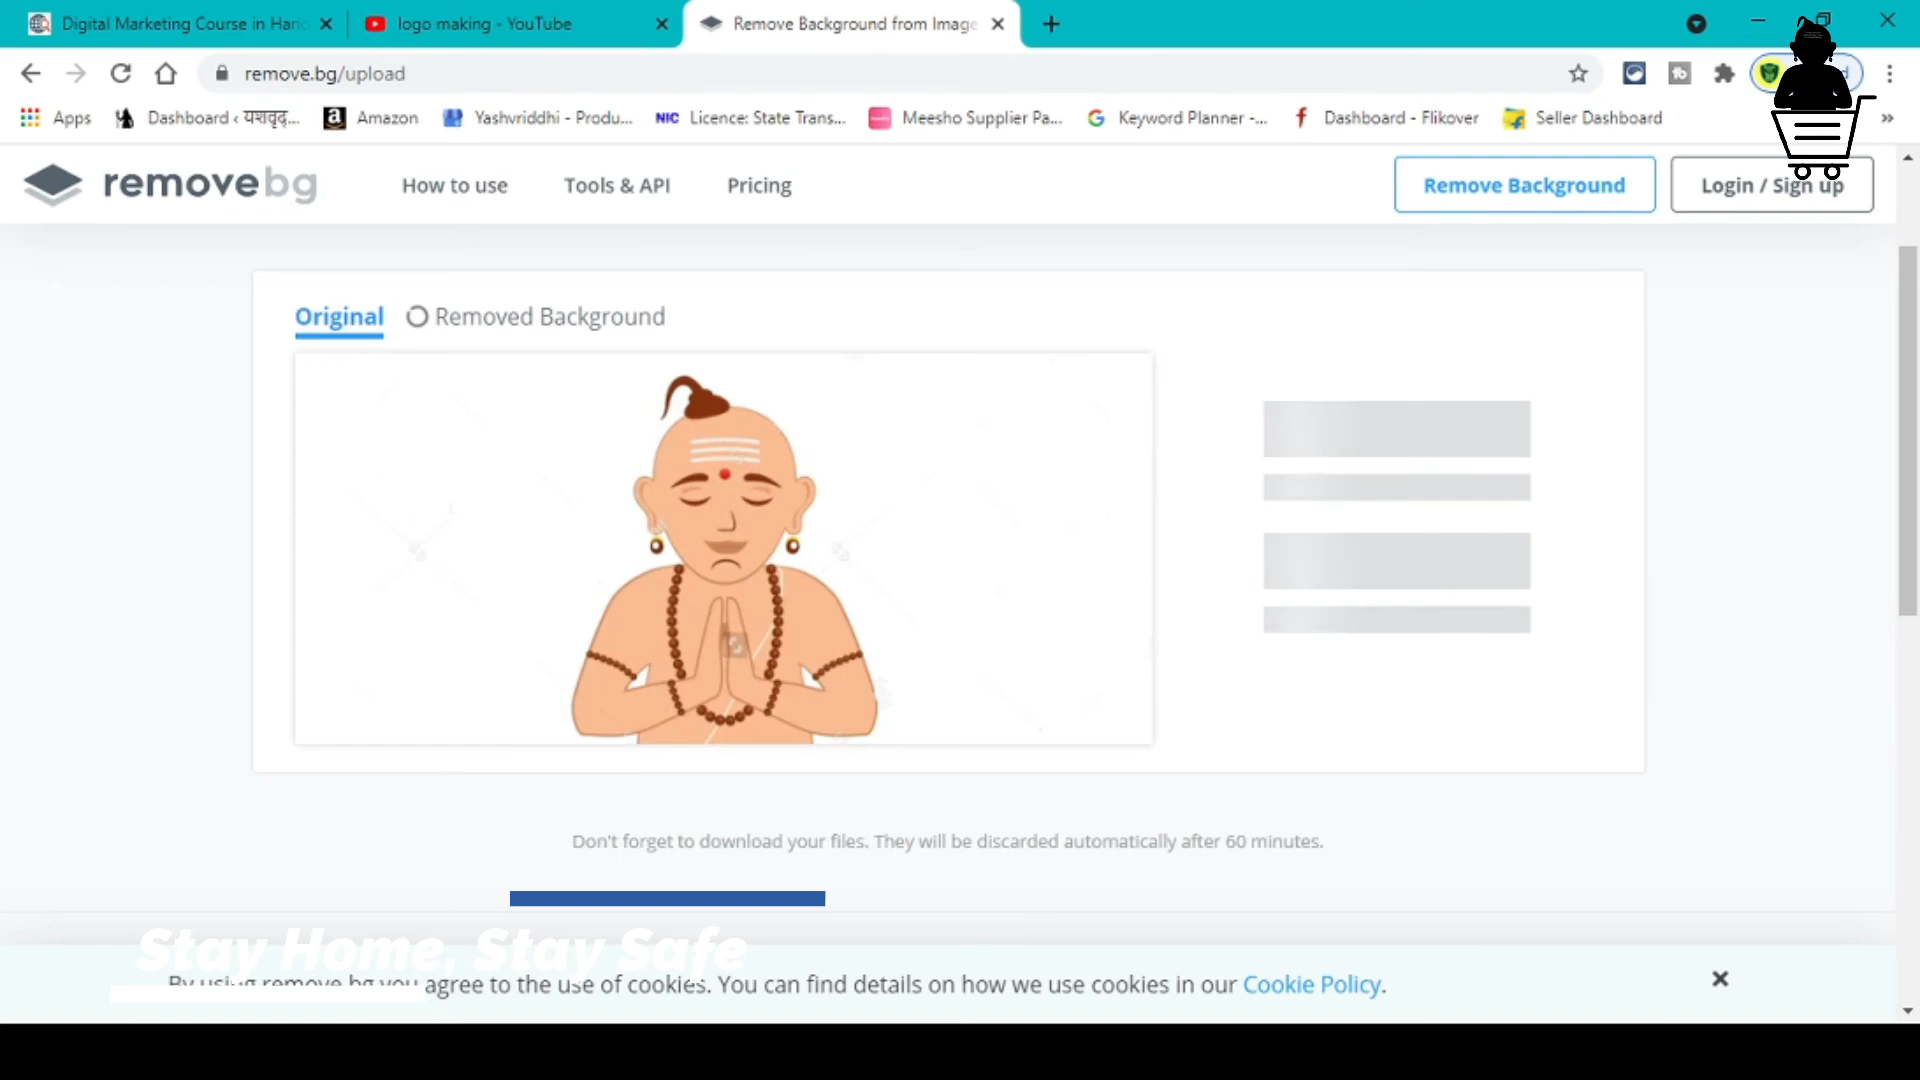 Digital Marketing Course in Hari
logo making - YouTube
Remove Background from Image
remove.bg/upload
Apps
Dashboard ‹ यशवृद्...
a
Amazon
Yashvriddhi - Produ...
NIC Licence: State Trans...
Meesho Supplier Pa...
G Keyword Planner -...
f Dashboard - Flikover
Seller Dashboard
removebg
How to use
Tools & API
Pricing
Remove Background
Login / Sign up
Original
Removed Background
Don't forget to download your files. They will be discarded automatically after 60 minutes.
Stay Home, Stay Safe
By using remove.bg you agree to the use of cookies. You can find details on how we use cookies in our Cookie Policy.